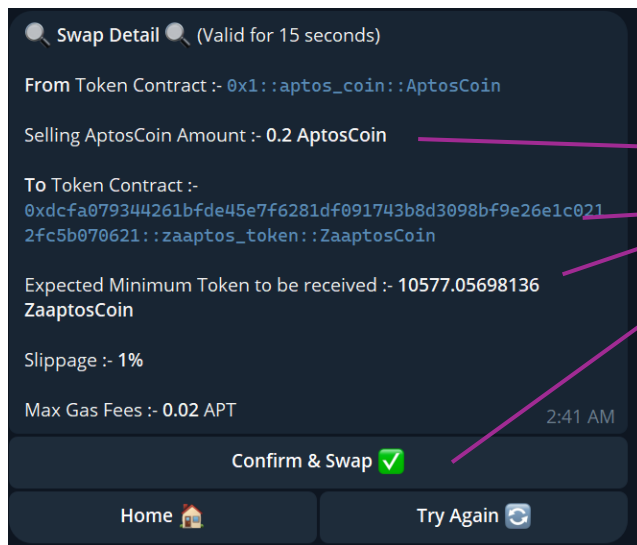 🔍 Swap Detail 🔍 (Valid for 15 seconds)
From Token Contract :- 0x1::aptos_coin::AptosCoin
Selling AptosCoin Amount :- 0.2 AptosCoin
To Token Contract :-
0xdcfa079344261bfde45e7f6281df091743b8d3098bf9e26e1c021
2fc5b070621::zaaptos_token::ZaaptosCoin
Expected Minimum Token to be received :- 10577.05698136
ZaaptosCoin
Slippage :- 1%
Max Gas Fees :- 0.02 APT
2:41 AM
Confirm & Swap ✅
Home 🏠
Try Again 🔄